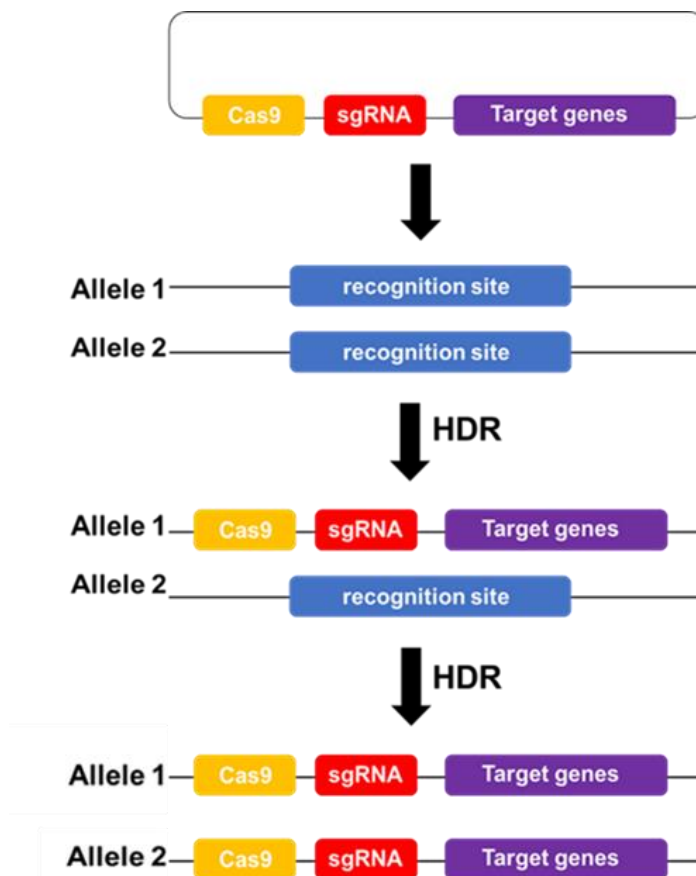 Cas9 sgRNA Target genes
Allele 1 recognition site
Allele 2 recognition site
HDR
Allele 1 Cas9 sgRNA Target genes
Allele 2 recognition site
HDR
Allele 1 Cas9 sgRNA Target genes
Allele 2 Cas9 sgRNA Target genes